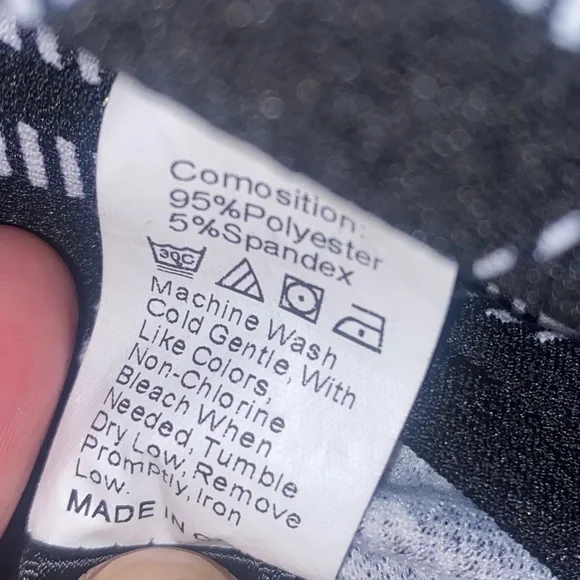 Comosition:
95%Polyester
5%Spandex
30C
Machine Wash
Cold Gentle, With
Like Colors,
Non-Chlorine
Bleach When
Needed, Tumble
Dry Low, Remove
Promptly, Iron
Low.
MADE IN